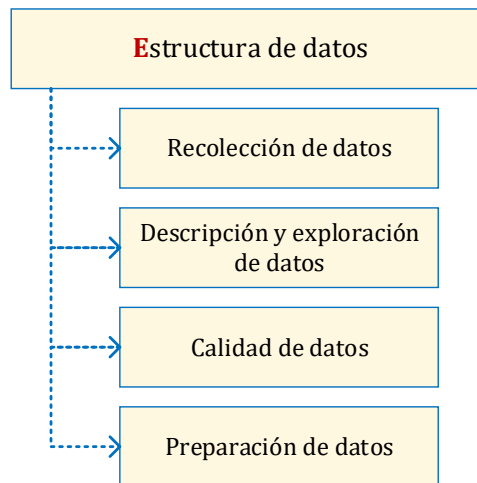 Estructura de datos
Recolección de datos
Descripción y exploración
de datos
Calidad de datos
Preparación de datos